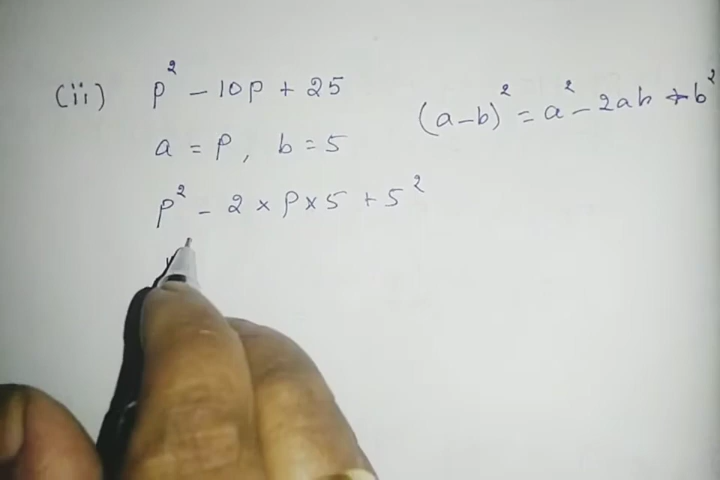 (ii) p² - 10p + 25
(a-b)² = a² - 2ab + b²
a = p, b = 5
p² - 2 × p × 5 + 5²